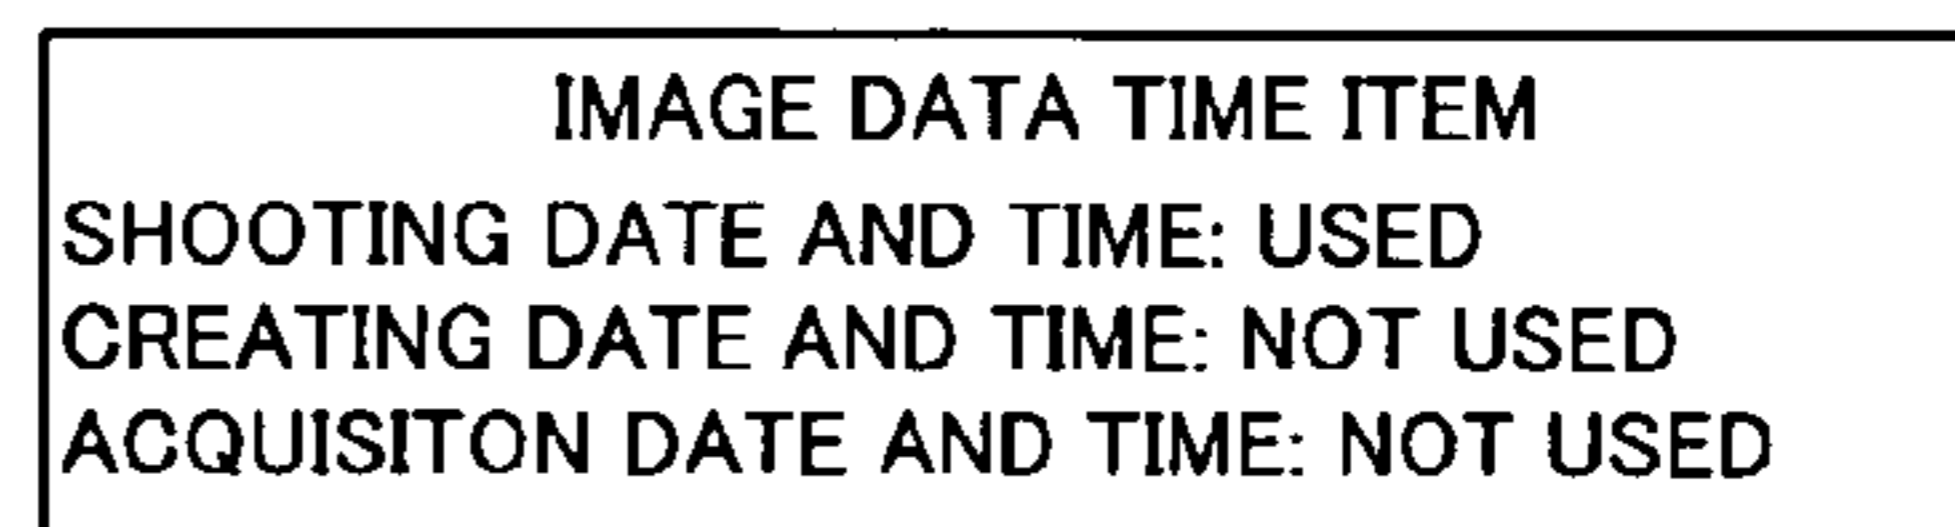 IMAGE DATA TIME ITEM
SHOOTING DATE AND TIME: USED
CREATING DATE AND TIME: NOT USED
ACQUISITON DATE AND TIME: NOT USED